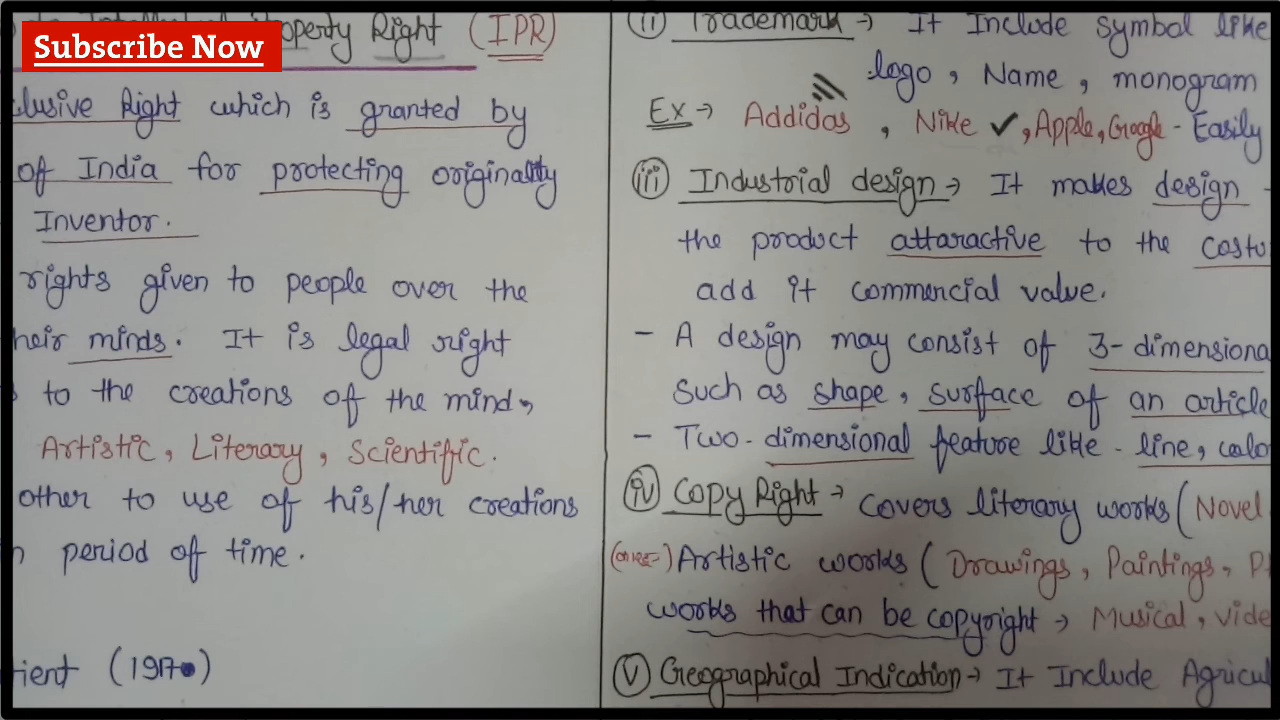 Subscribe Now
Property Right (IPR)
clusive Right which is granted by
of India for protecting originality
Inventor.
rights given to people over the
heir minds. It is legal right
s to the creations of the mind,
Artistic, Literary, Scientific.
other to use of his/her creations
n period of time.
tient (1970)
(ii) Trademark → It Include symbol like
logo, Name, monogram
Ex → Addidas, Nike ✓, Apple, Google - Easily
(iii) Industrial design → It makes design -
the product attaractive to the costu
add it commercial value.
- A design may consist of 3-dimensiona
such as shape, surface of an article
- Two-dimensional feature like - line, colo
(iv) Copy Right → Covers literary works (Novel
Artistic works (Drawings, Paintings, P
works that can be copyright → Musical, vide
(v) Geographical Indication → It Include Agricul